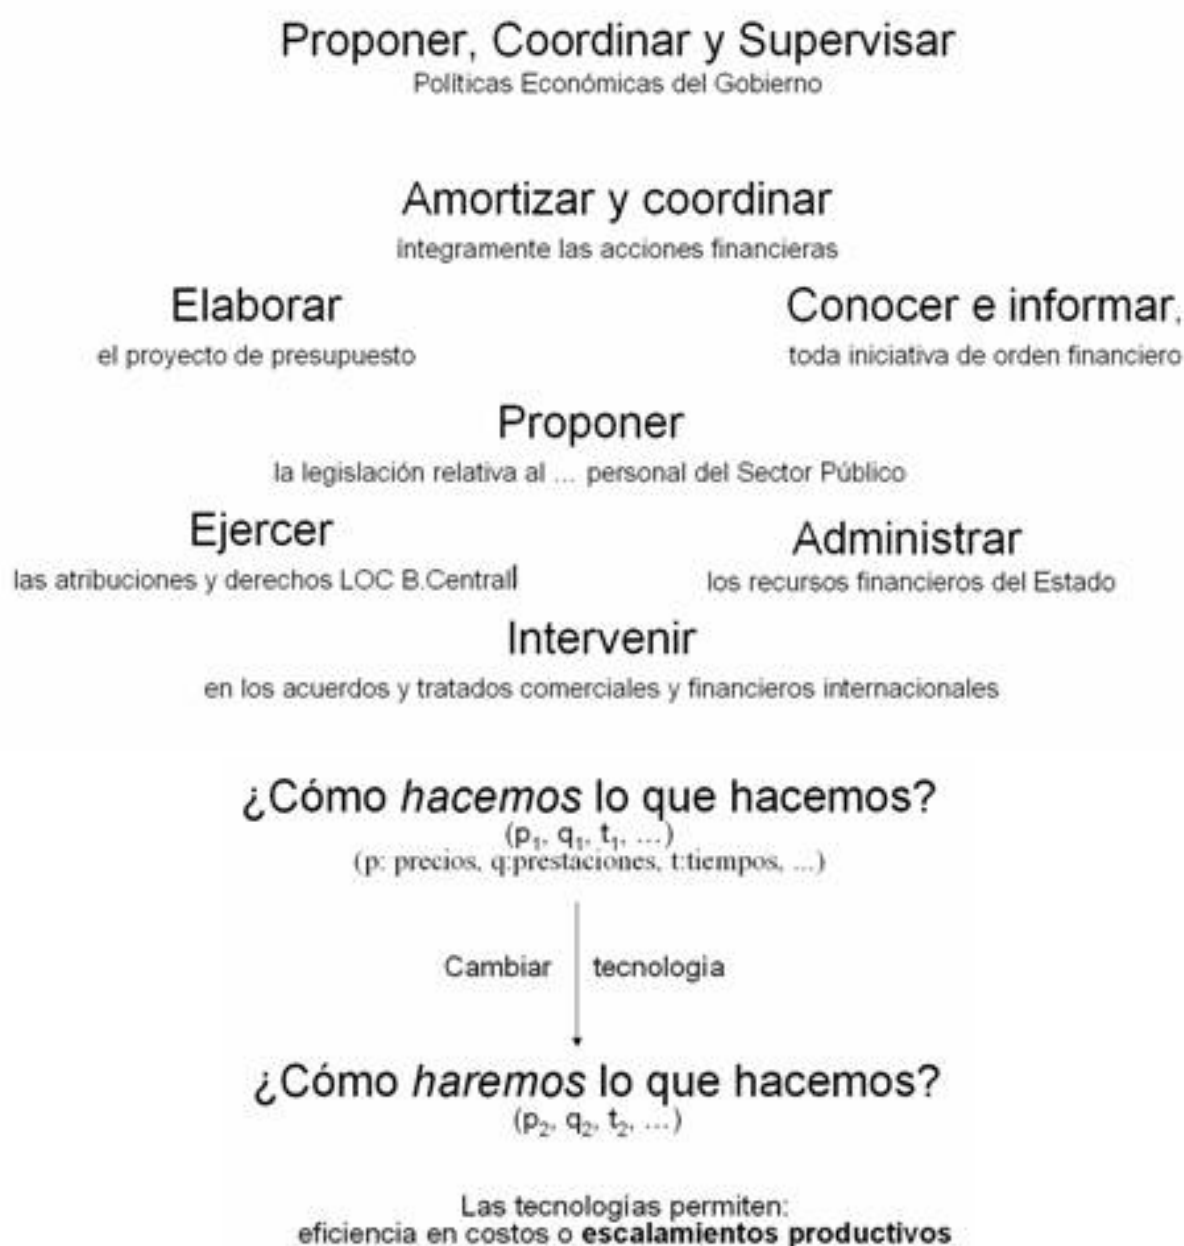 Proponer, Coordinar y Supervisar
Políticas Económicas del Gobierno
Amortizar y coordinar
íntegramente las acciones financieras
Elaborar
el proyecto de presupuesto
Conocer e informar,
toda iniciativa de orden financiero
Proponer
la legislación relativa al ... personal del Sector Público
Ejercer
las atribuciones y derechos LOC B.Centrall
Administrar
los recursos financieros del Estado
Intervenir
en los acuerdos y tratados comerciales y financieros internacionales
¿Cómo hacemos lo que hacemos?
(p₁, q₁, t₁, ...)
(p: precios, q:prestaciones, t:tiempos, ...)
Cambiar tecnologia
¿Cómo haremos lo que hacemos?
(p₂, q₂, t₂, ...)
Las tecnologías permiten:
eficiencia en costos o escalamientos productivos